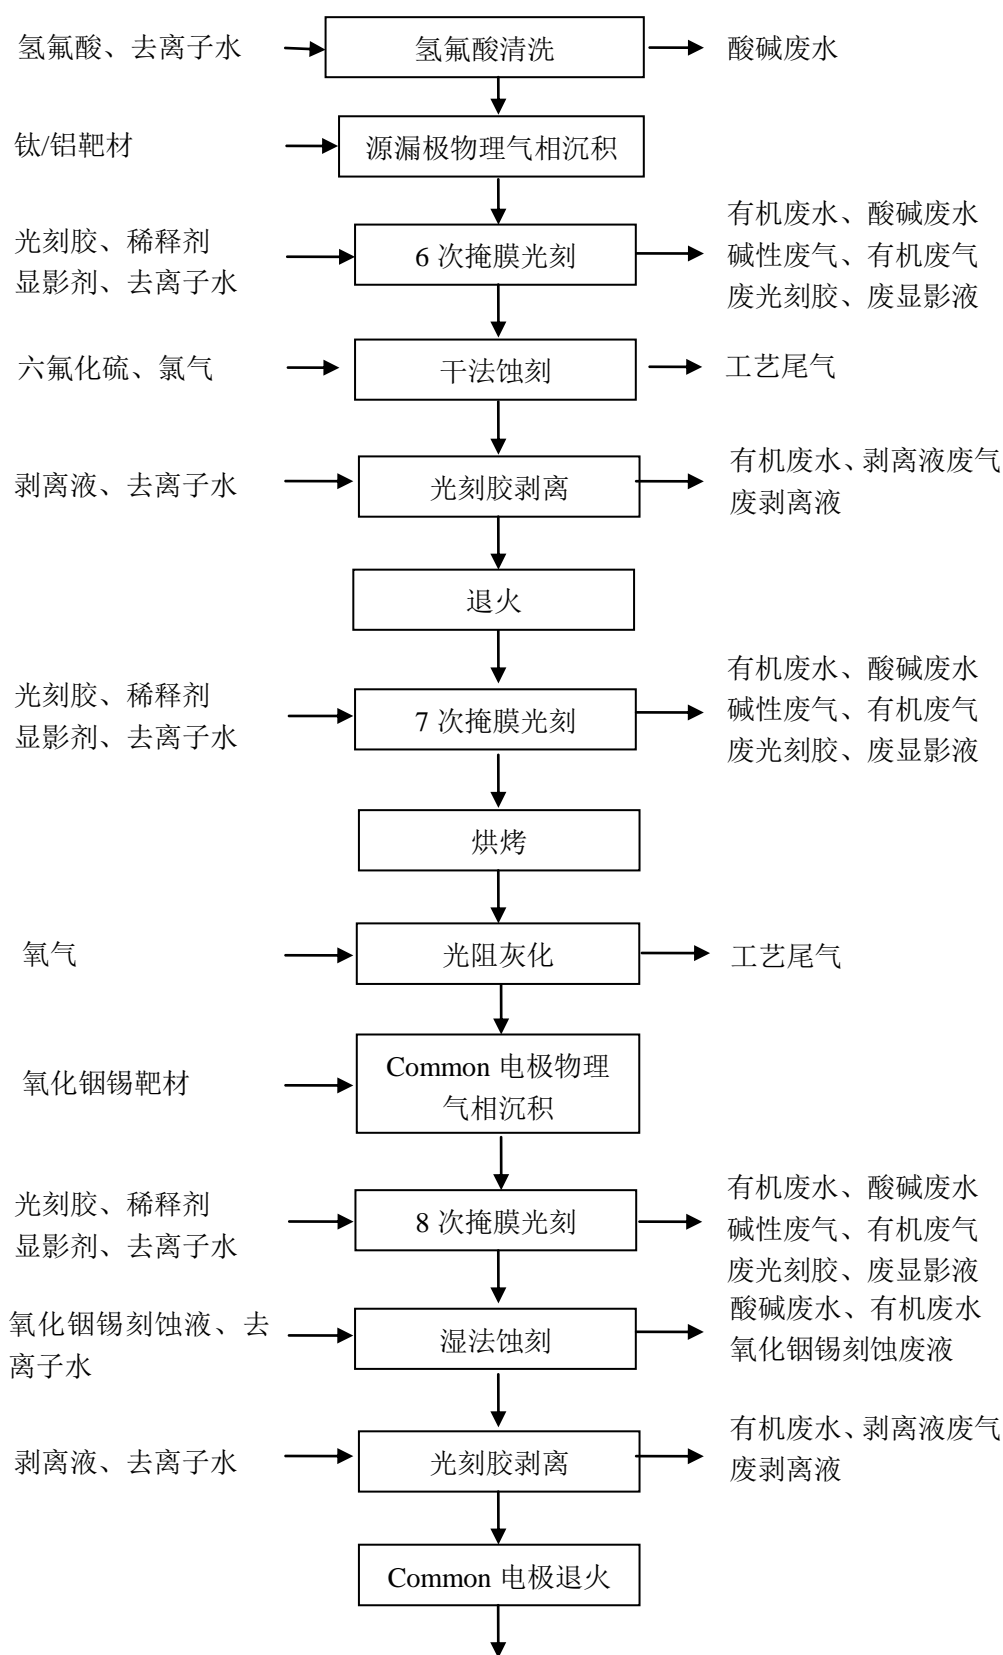 氢氟酸、去离子水
氢氟酸清洗
酸碱废水
钛/铝靶材
源漏极物理气相沉积
光刻胶、稀释剂
显影剂、去离子水
6 次掩膜光刻
有机废水、酸碱废水
碱性废气、有机废气
废光刻胶、废显影液
六氟化硫、氯气
干法蚀刻
工艺尾气
剥离液、去离子水
光刻胶剥离
有机废水、剥离液废气
废剥离液
退火
光刻胶、稀释剂
显影剂、去离子水
7 次掩膜光刻
有机废水、酸碱废水
碱性废气、有机废气
废光刻胶、废显影液
烘烤
氧气
光阻灰化
工艺尾气
氧化铟锡靶材
Common 电极物理
气相沉积
光刻胶、稀释剂
显影剂、去离子水
8 次掩膜光刻
有机废水、酸碱废水
碱性废气、有机废气
废光刻胶、废显影液
氧化铟锡刻蚀液、去
离子水
湿法蚀刻
酸碱废水、有机废水
氧化铟锡刻蚀废液
剥离液、去离子水
光刻胶剥离
有机废水、剥离液废气
废剥离液
Common 电极退火